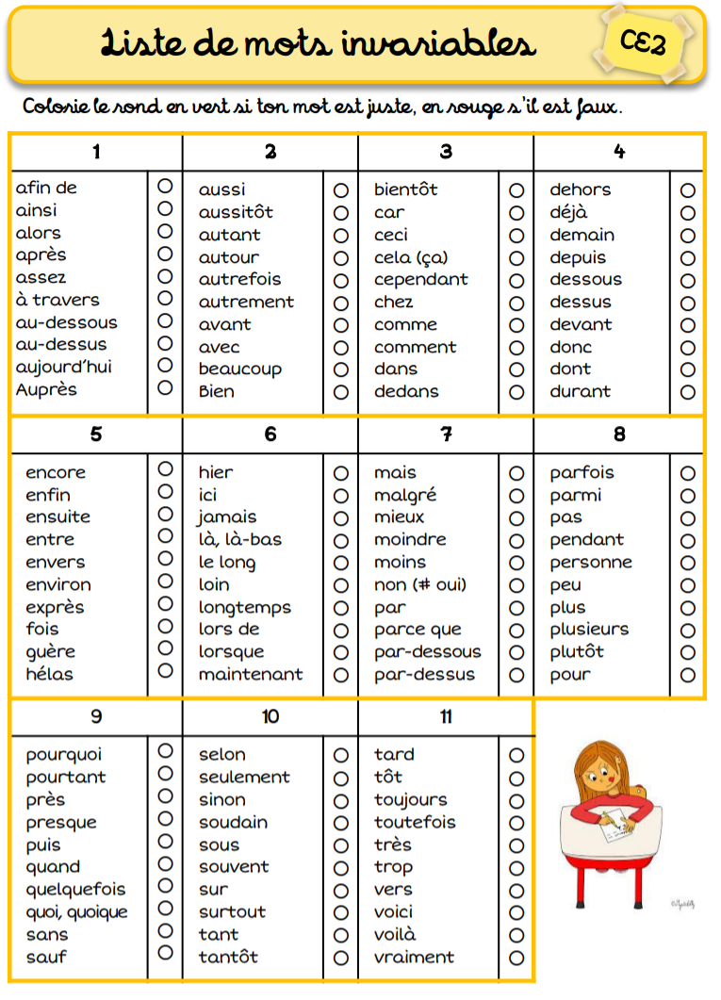 Liste de mots invariables
CE2
Colorie le rond en vert si ton mot est juste, en rouge s'il est faux.
1
afin de
ainsi
alors
après
assez
à travers
au-dessous
au-dessus
aujourd'hui
Auprès
2
aussi
aussitôt
autant
autour
autrefois
autrement
avant
avec
beaucoup
Bien
3
bientôt
car
ceci
cela (ça)
cependant
chez
comme
comment
dans
dedans
4
dehors
déjà
demain
depuis
dessous
dessus
devant
donc
dont
durant
5
encore
enfin
ensuite
entre
envers
environ
exprès
fois
guère
hélas
6
hier
ici
jamais
là, là-bas
le long
loin
longtemps
lors de
lorsque
maintenant
7
mais
malgré
mieux
moindre
moins
non (# oui)
par
parce que
par-dessous
par-dessus
8
parfois
parmi
pas
pendant
personne
peu
plus
plusieurs
plutôt
pour
9
pourquoi
pourtant
près
presque
puis
quand
quelquefois
quoi, quoique
sans
sauf
10
selon
seulement
sinon
soudain
sous
souvent
sur
surtout
tant
tantôt
11
tard
tôt
toujours
toutefois
très
trop
vers
voici
voilà
vraiment